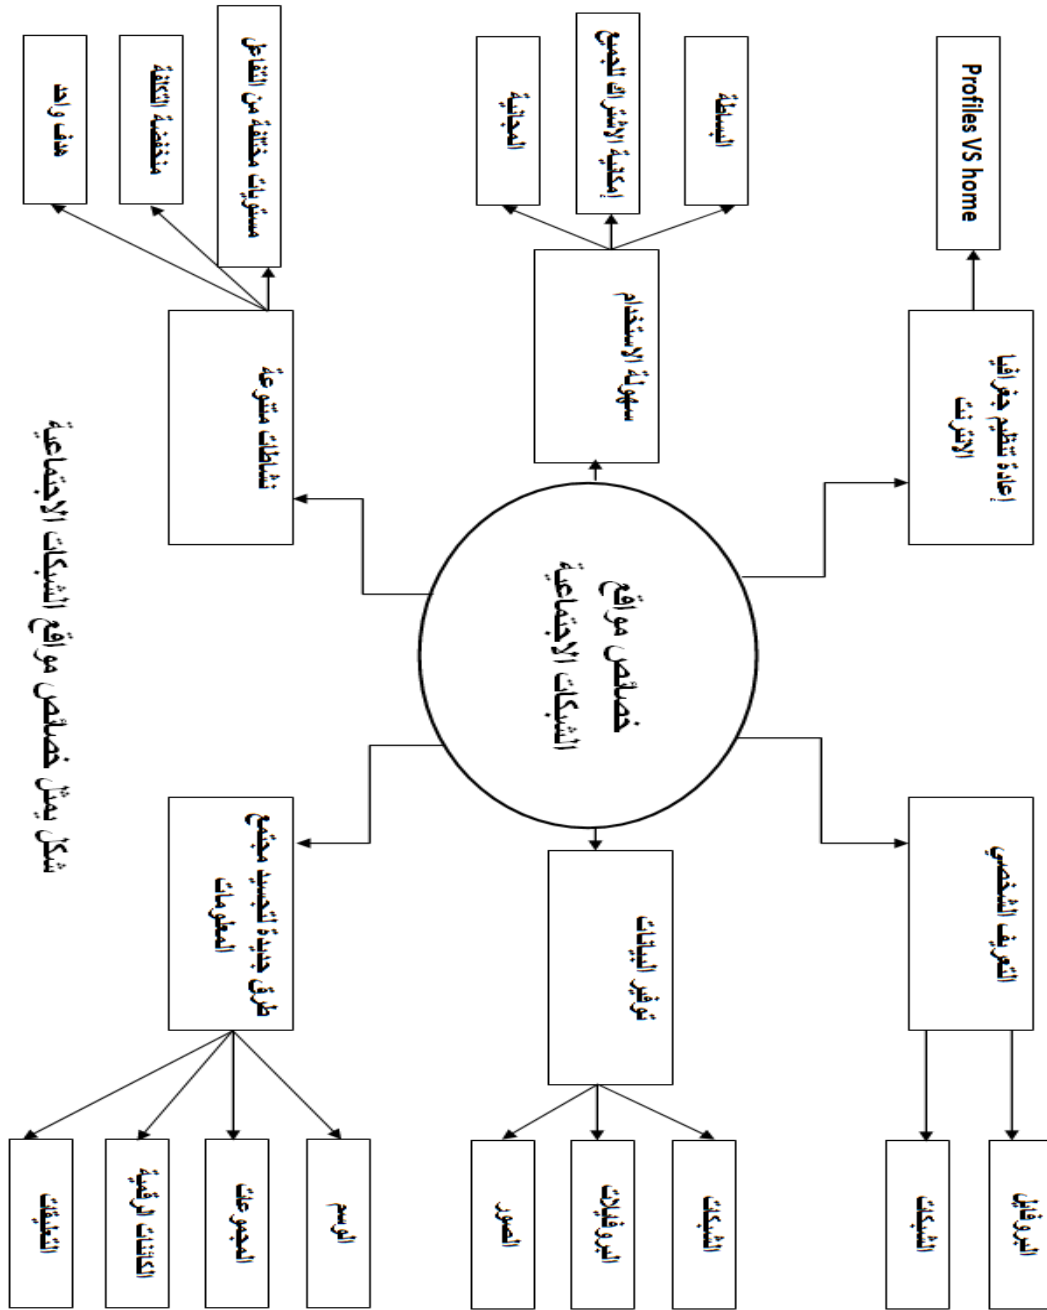 البروفايل
الشبكات
التعريف الشخصي
إعادة تنظيم جغرافيا
الإنترنت
Profiles VS home
الشبكات
البروفيلات
الصور
توفير البيانات
خصائص مواقع
الشبكات الاجتماعية
سهولة الاستخدام
البساطة
إمكانية الاشتراك للجميع
المجانية
الوسم
المجموعات
الكائنات الرقمية
التعليقات
طرق جديدة لتجسيد مجتمع
المعلومات
نشاطات متنوعة
مستويات مختلفة من التفاعل
منخفضة التكلفة
هدف واحد
شكل يمثل خصائص مواقع الشبكات الاجتماعية